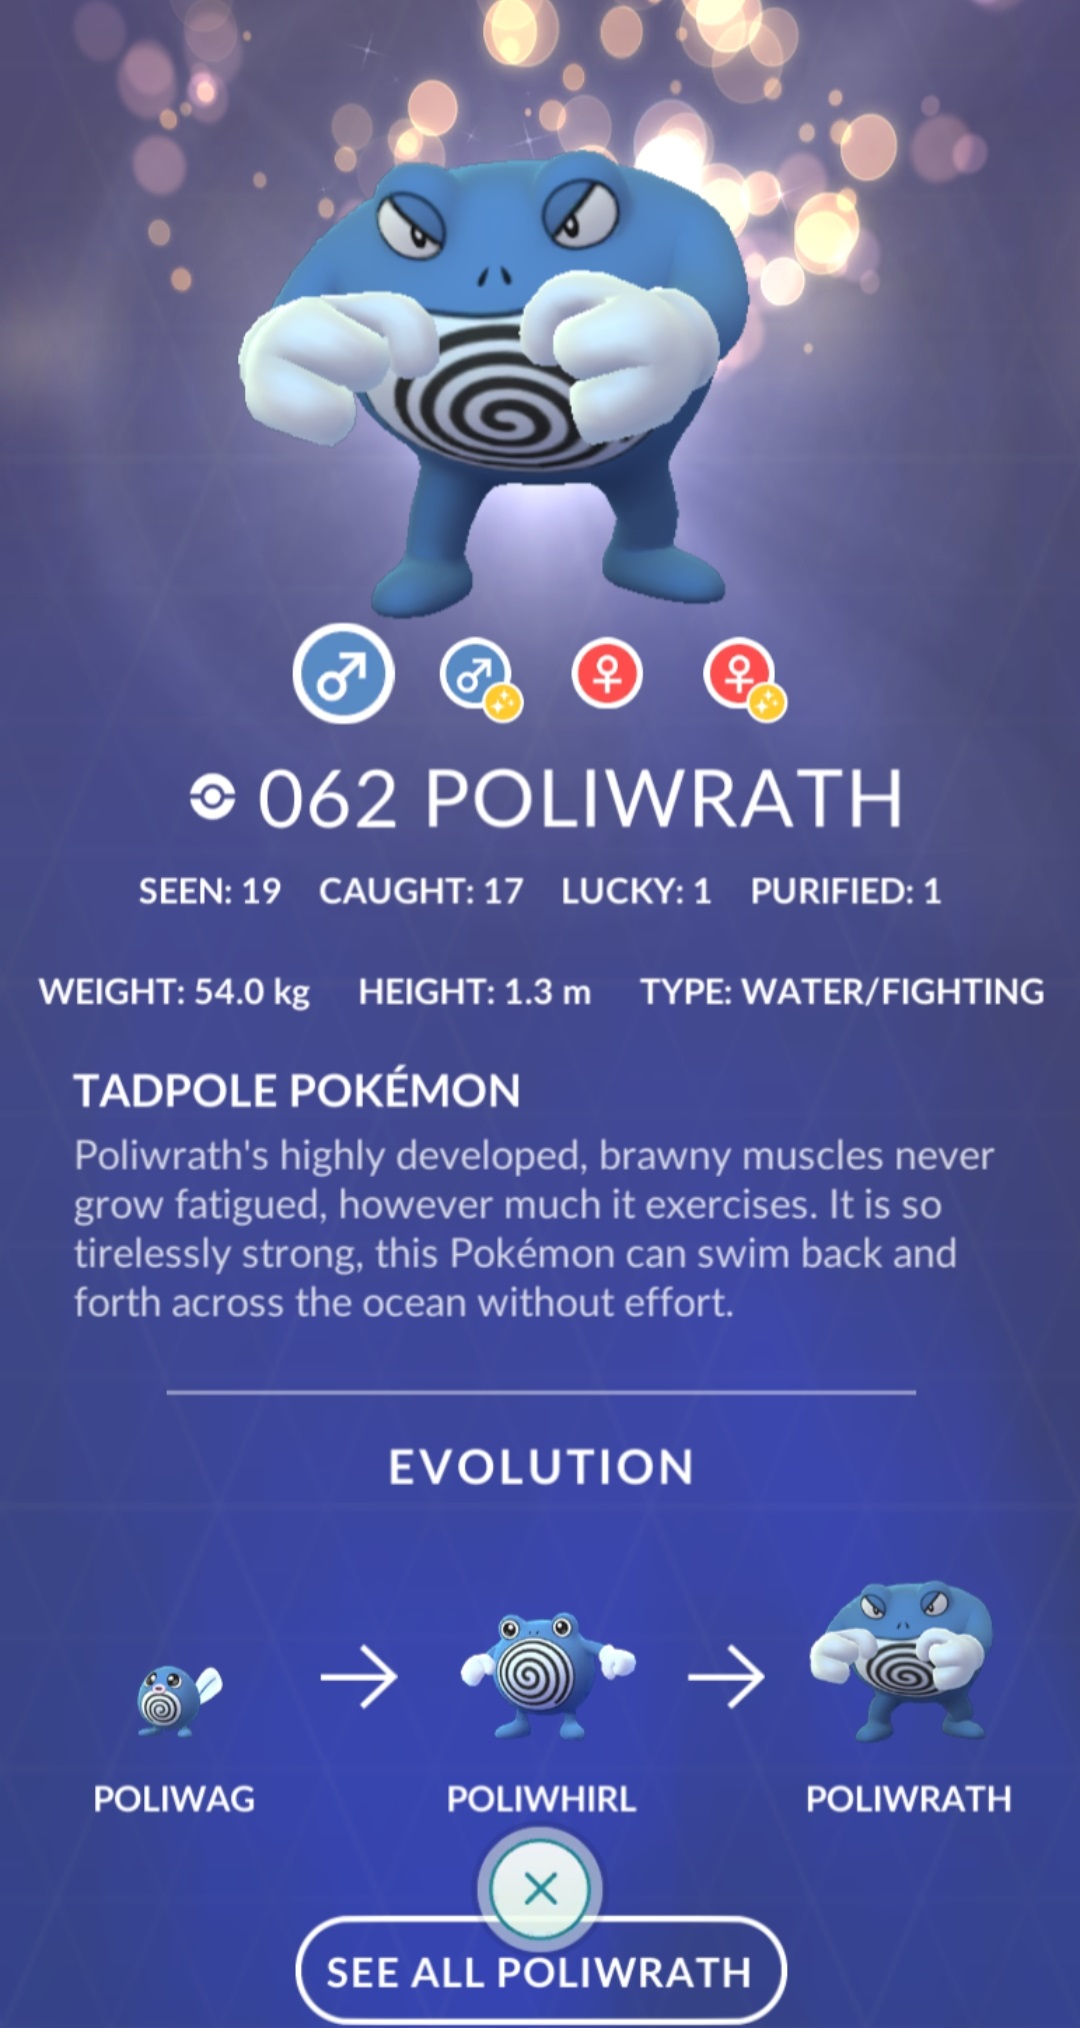 062 POLIWRATH
SEEN: 19 CAUGHT: 17 LUCKY: 1 PURIFIED: 1
WEIGHT: 54.0 kg HEIGHT: 1.3 m TYPE: WATER/FIGHTING
TADPOLE POKÉMON
Poliwrath's highly developed, brawny muscles never
grow fatigued, however much it exercises. It is so
tirelessly strong, this Pokémon can swim back and
forth across the ocean without effort.
EVOLUTION
POLIWAG POLIWHIRL POLIWRATH
SEE ALL POLIWRATH